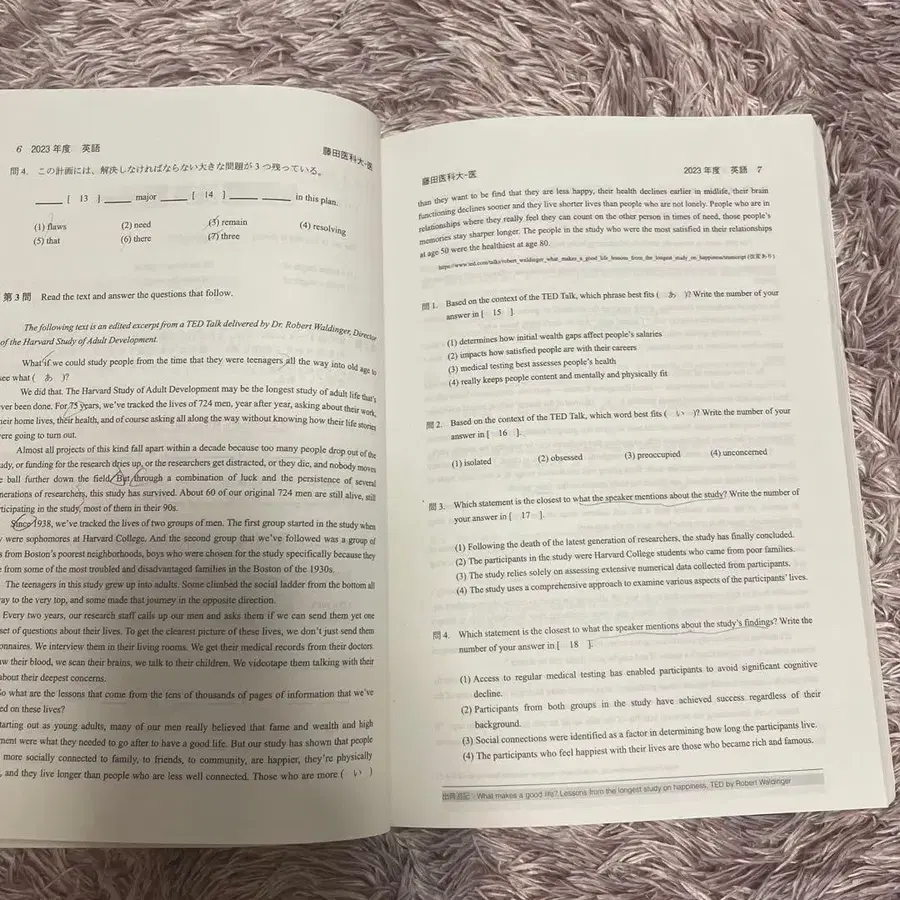 6 2023年度 英語
藤田医科大-医
問4. この計画には、解決しなければならない大きな問題が3つ残っている。
[ 13 ] major [ 14 ] in this plan.
(1) flaws (2) need (3) remain (4) resolving
(5) that (6) there (7) three
第3問 Read the text and answer the questions that follow.
The following text is an edited excerpt from a TED Talk delivered by Dr. Robert Waldinger, Director
of the Harvard Study of Adult Development.
What if we could study people from the time that they were teenagers all the way into old age to
see what ( あ )?
We did that. The Harvard Study of Adult Development may be the longest study of adult life that's
ver been done. For 75 years, we've tracked the lives of 724 men, year after year, asking about their work,
heir home lives, their health, and of course asking all along the way without knowing how their life stories
ere going to turn out.
Almost all projects of this kind fall apart within a decade because too many people drop out of the
udy, or funding for the research dries up, or the researchers get distracted, or they die, and nobody moves
e ball further down the field. But through a combination of luck and the persistence of several
nerations of researchers, this study has survived. About 60 of our original 724 men are still alive, still
ticipating in the study, most of them in their 90s.
Since 1938, we've tracked the lives of two groups of men. The first group started in the study when
y were sophomores at Harvard College. And the second group that we've followed was a group of
s from Boston's poorest neighborhoods, boys who were chosen for the study specifically because they
e from some of the most troubled and disadvantaged families in the Boston of the 1930s.
The teenagers in this study grew up into adults. Some climbed the social ladder from the bottom all
ay to the very top, and some made that journey in the opposite direction.
Every two years, our research staff calls up our men and asks them if we can send them yet one
set of questions about their lives. To get the clearest picture of these lives, we don't just send them
onnaires. We interview them in their living rooms. We get their medical records from their doctors
aw their blood, we scan their brains, we talk to their children. We videotape them talking with their
about their deepest concerns.
So what are the lessons that come from the tens of thousands of pages of information that we've
ed on these lives?
tarting out as young adults, many of our men really believed that fame and wealth and high
ment were what they needed to go after to have a good life. But our study has shown that people
more socially connected to family, to friends, to community, are happier, they're physically
, and they live longer than people who are less well connected. Those who are more ( い )
藤田医科大-医
2023年度 英語 7
than they want to be find that they are less happy, their health declines earlier in midlife, their brain
functioning declines sooner and they live shorter lives than people who are not lonely. People who are in
relationships where they really feel they can count on the other person in times of need, those people's
memories stay sharper longer. The people in the study who were the most satisfied in their relationships
at age 50 were the healthiest at age 80.
https://www.ted.com/talks/robert_waldinger_what_makes_a_good_life_lessons_from_the_longest_study_on_happiness/transcript (改変あり)
問1. Based on the context of the TED Talk, which phrase best fits ( あ )? Write the number of your
answer in [ 15 ].
(1) determines how initial wealth gaps affect people's salaries
(2) impacts how satisfied people are with their careers
(3) medical testing best assesses people's health
(4) really keeps people content and mentally and physically fit
問2. Based on the context of the TED Talk, which word best fits ( い )? Write the number of your
answer in [ 16 ].
(1) isolated (2) obsessed (3) preoccupied (4) unconcerned
問3. Which statement is the closest to what the speaker mentions about the study? Write the number of
your answer in [ 17 ].
(1) Following the death of the latest generation of researchers, the study has finally concluded.
(2) The participants in the study were Harvard College students who came from poor families.
(3) The study relies solely on assessing extensive numerical data collected from participants.
(4) The study uses a comprehensive approach to examine various aspects of the participants' lives.
問4. Which statement is the closest to what the speaker mentions about the study's findings? Write the
number of your answer in [ 18 ].
(1) Access to regular medical testing has enabled participants to avoid significant cognitive
decline.
(2) Participants from both groups in the study have achieved success regardless of their
background.
(3) Social connections were identified as a factor in determining how long the participants live.
(4) The participants who feel happiest with their lives are those who became rich and famous.
出典追記：What makes a good life? Lessons from the longest study on happiness, TED by Robert Waldinger